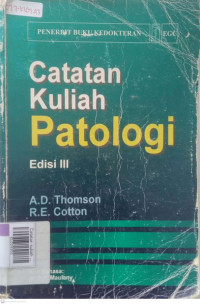 PENERBIT BUKU KEDOKTERAN EGC
Catatan
Kuliah
Patologi
Edisi III
A.D. Thomson
R.E. Cotton